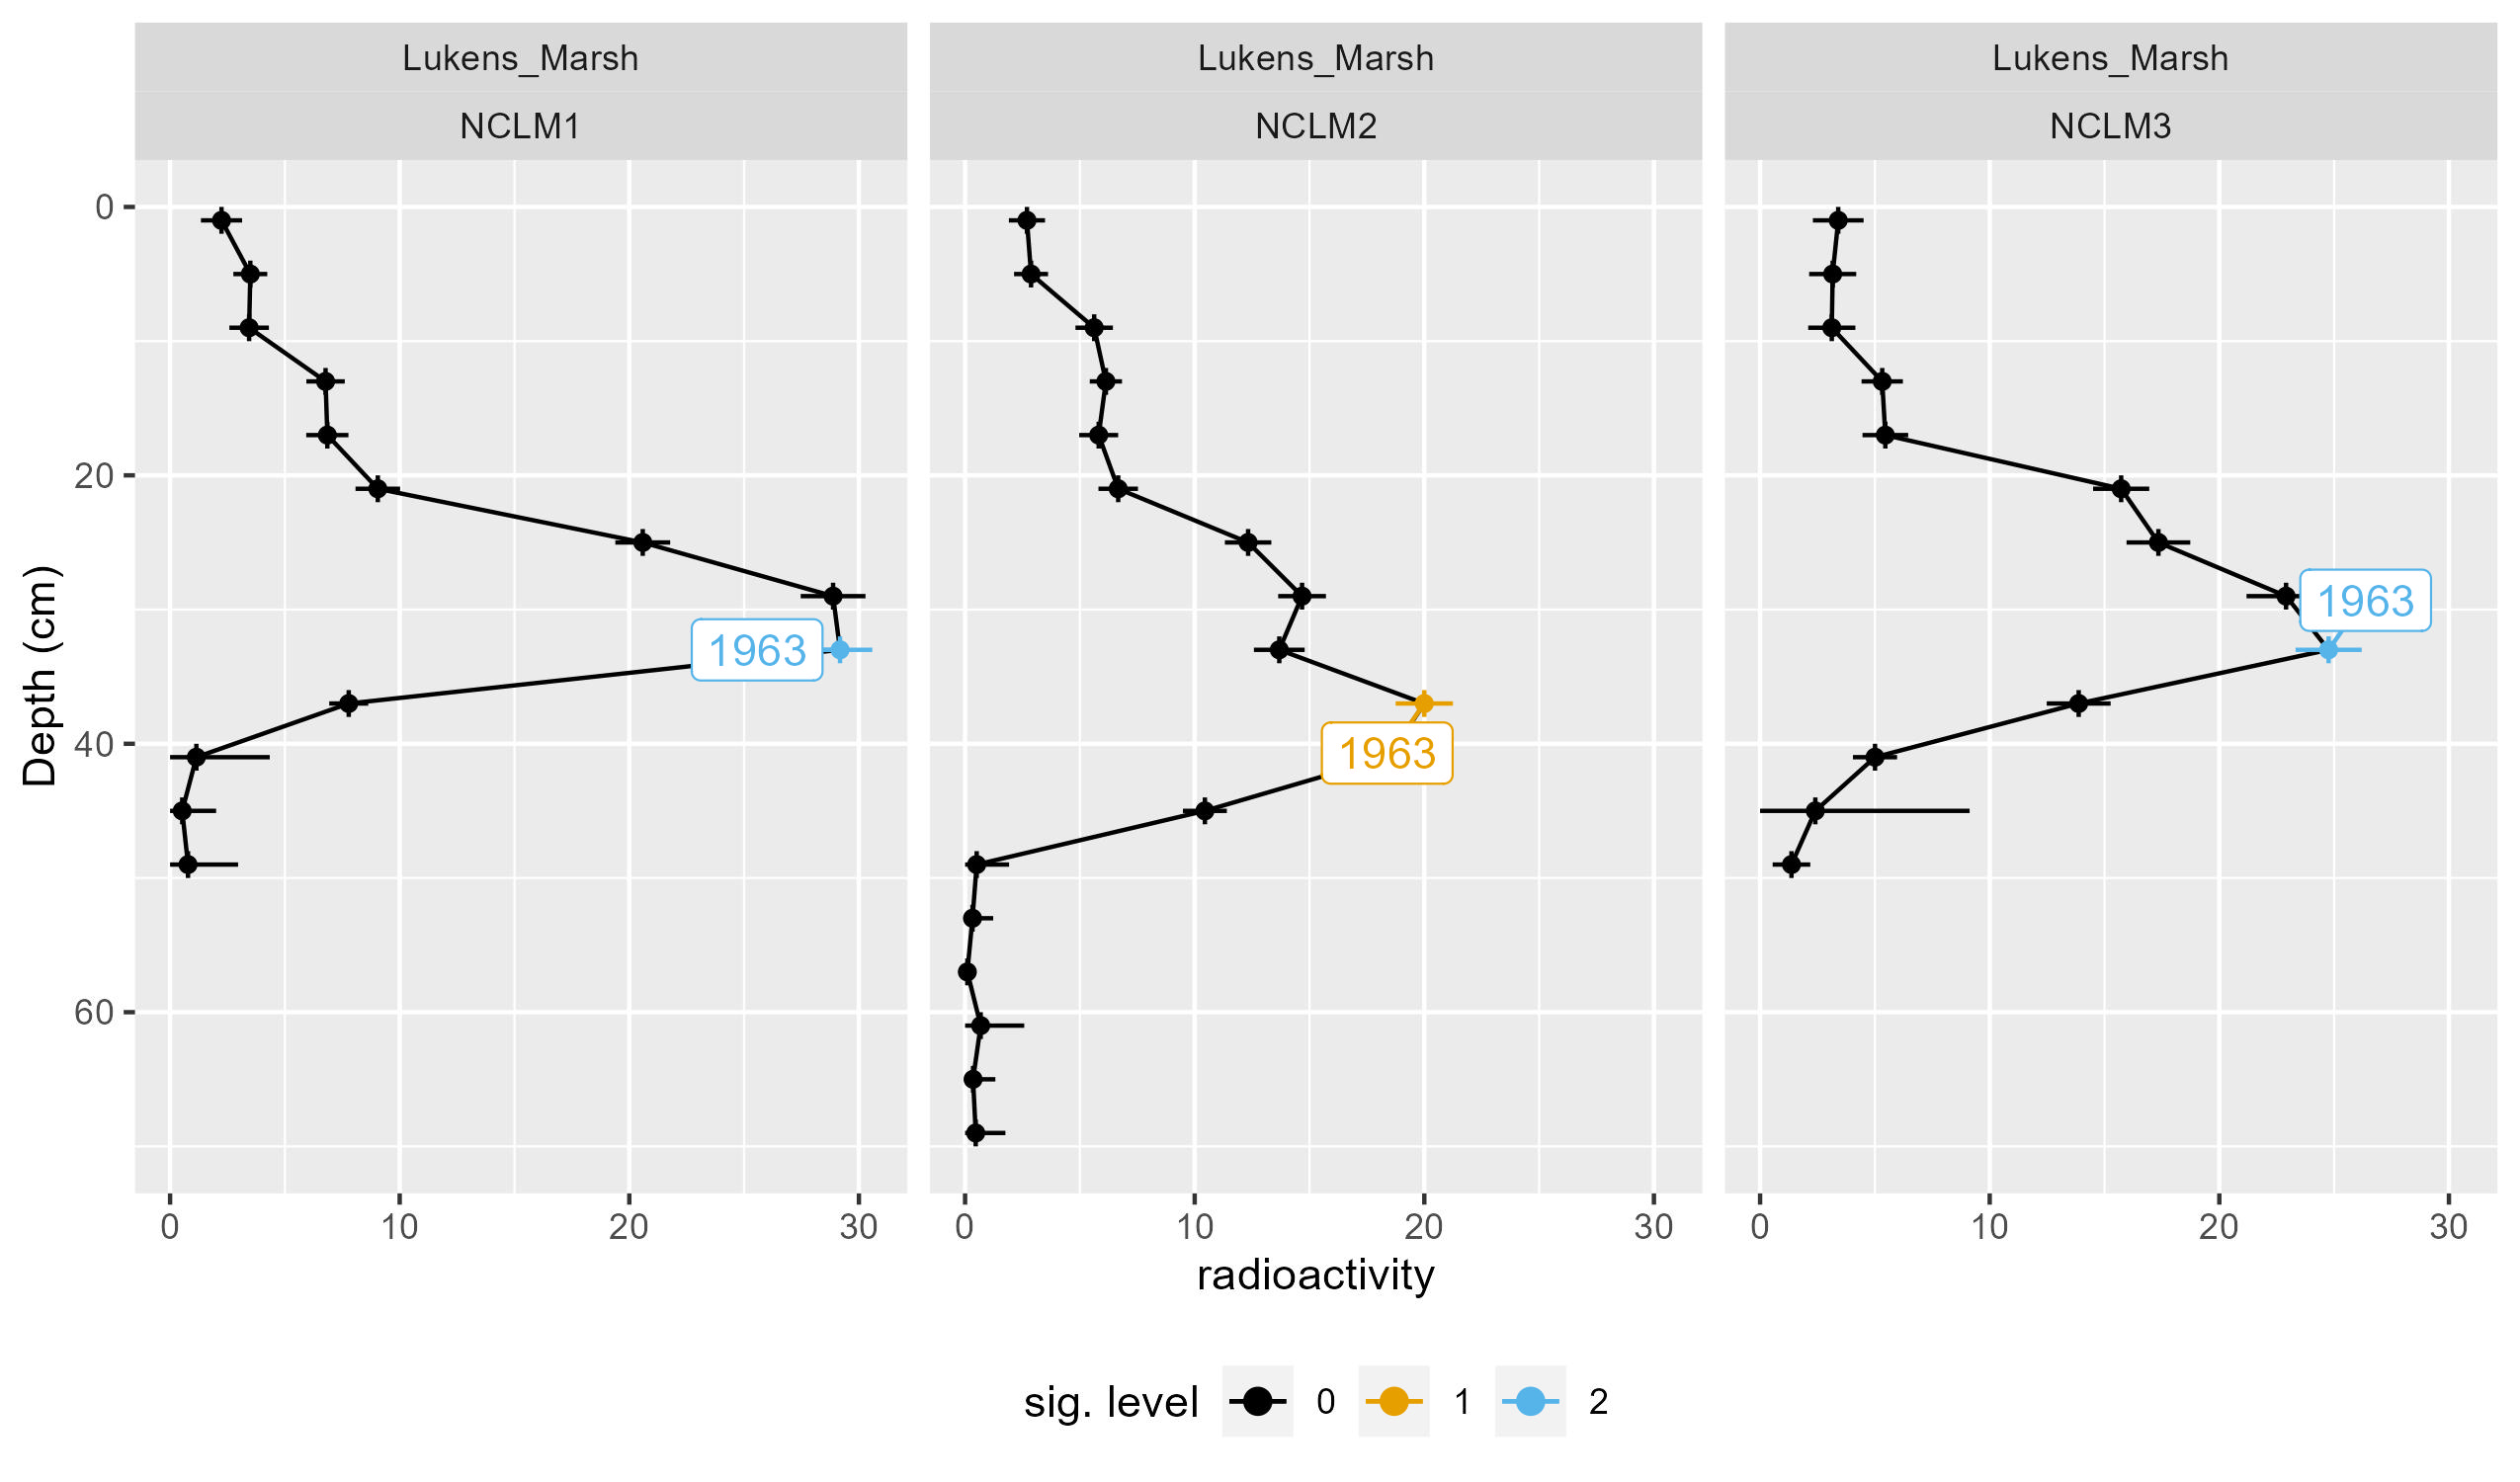 Lukens_Marsh Lukens_Marsh Lukens_Marsh
NCLM1 NCLM2 NCLM3
0
20
40
60
Depth (cm)
1963
1963
1963
0 10 20 30 0 10 20 30 0 10 20 30
radioactivity
sig. level 0 1 2